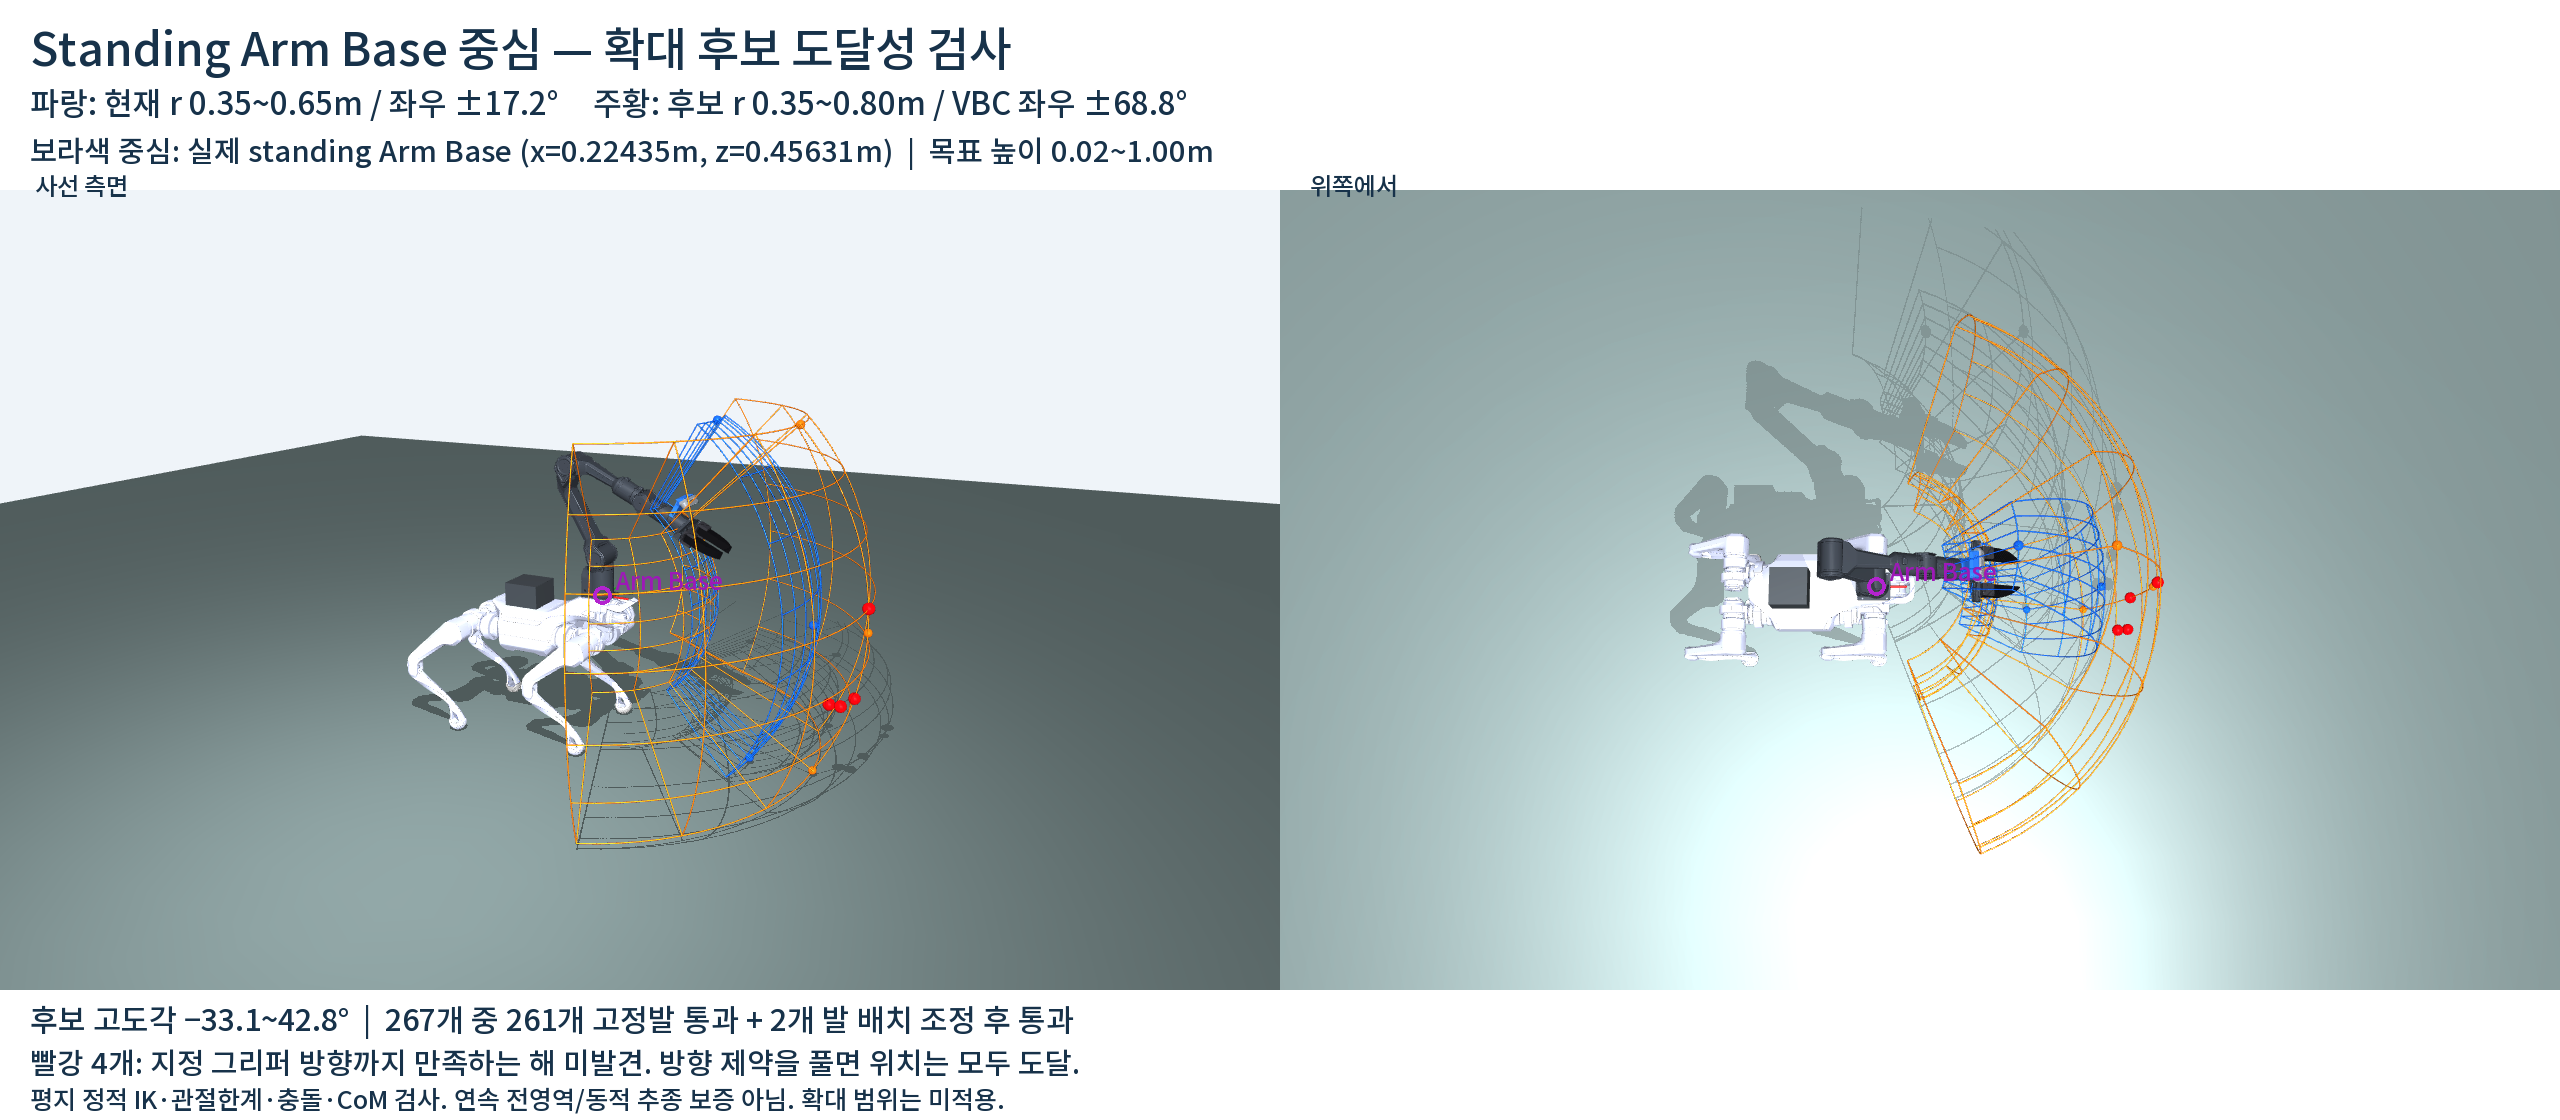 Standing Arm Base 중심 — 확대 후보 도달성 검사
파랑: 현재 r 0.35~0.65m / 좌우 ±17.2° 주황: 후보 r 0.35~0.80m / VBC 좌우 ±68.8°
보라색 중심: 실제 standing Arm Base (x=0.22435m, z=0.45631m) | 목표 높이 0.02~1.00m
사선 측면
위쪽에서
Arm Base
Arm Base
후보 고도각 −33.1~42.8° | 267개 중 261개 고정발 통과 + 2개 발 배치 조정 후 통과
빨강 4개: 지정 그리퍼 방향까지 만족하는 해 미발견. 방향 제약을 풀면 위치는 모두 도달.
평지 정적 IK·관절한계·충돌·CoM 검사. 연속 전영역/동적 추종 보증 아님. 확대 범위는 미적용.